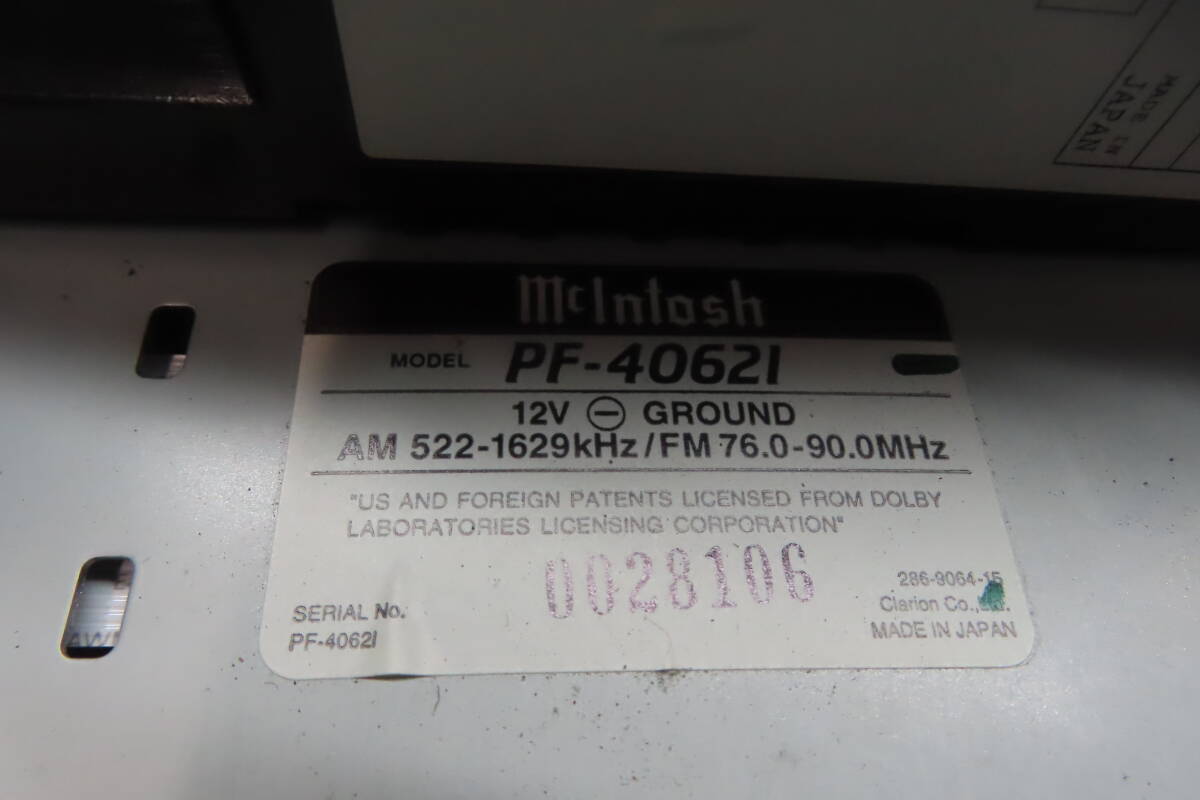 MADE IN
JAPAN
McIntosh
MODEL PF-4062I
12V ⊖ GROUND
AM 522-1629kHz/FM 76.0-90.0MHz
"US AND FOREIGN PATENTS LICENSED FROM DOLBY
LABORATORIES LICENSING CORPORATION"
0028106
286-9064-15
SERIAL No.
Clarion Co.,Ltd.
PF-4062I
MADE IN JAPAN